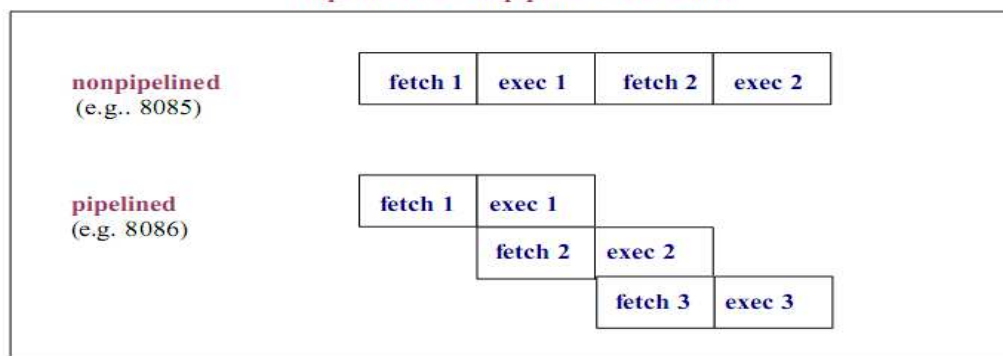 nonpipelined fetch 1 exec 1 fetch 2 exec 2
(e.g.. 8085)
pipelined fetch 1 exec 1
(e.g. 8086)
fetch 2 exec 2
fetch 3 exec 3